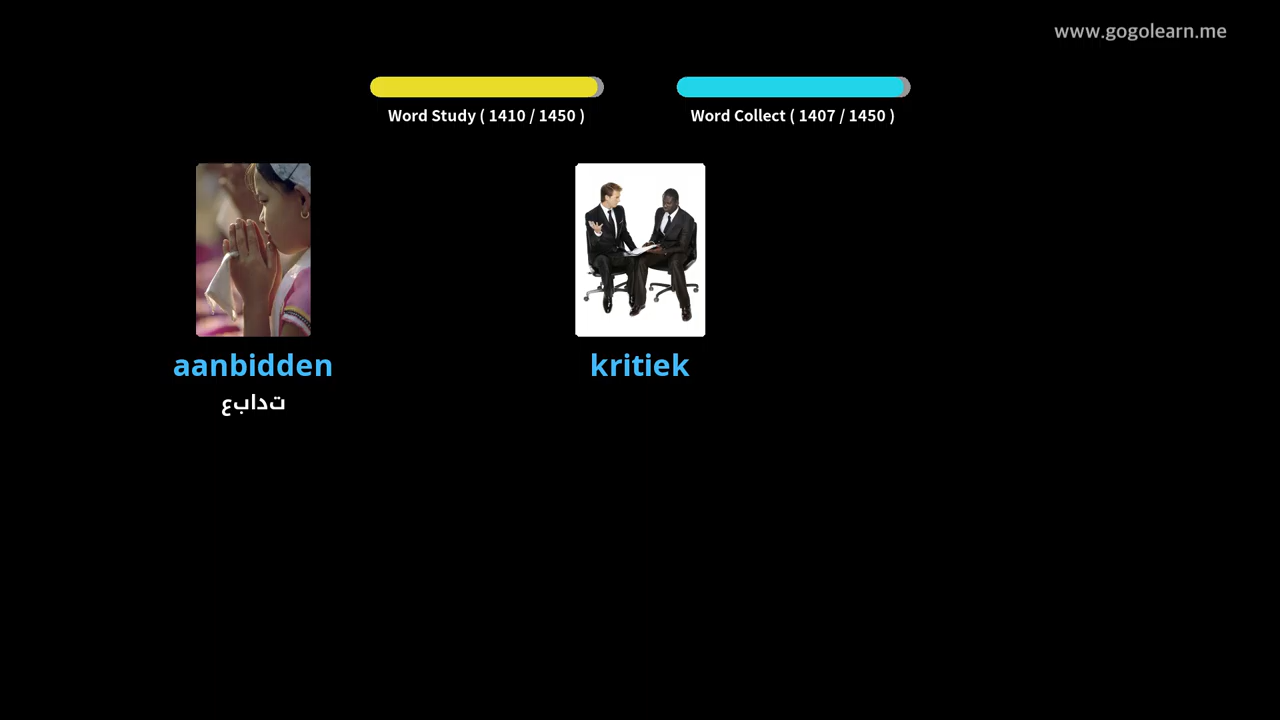 www.gogolearn.me
Word Study ( 1410 / 1450 )
Word Collect ( 1407 / 1450 )
aanbidden
kritiek
عبادت